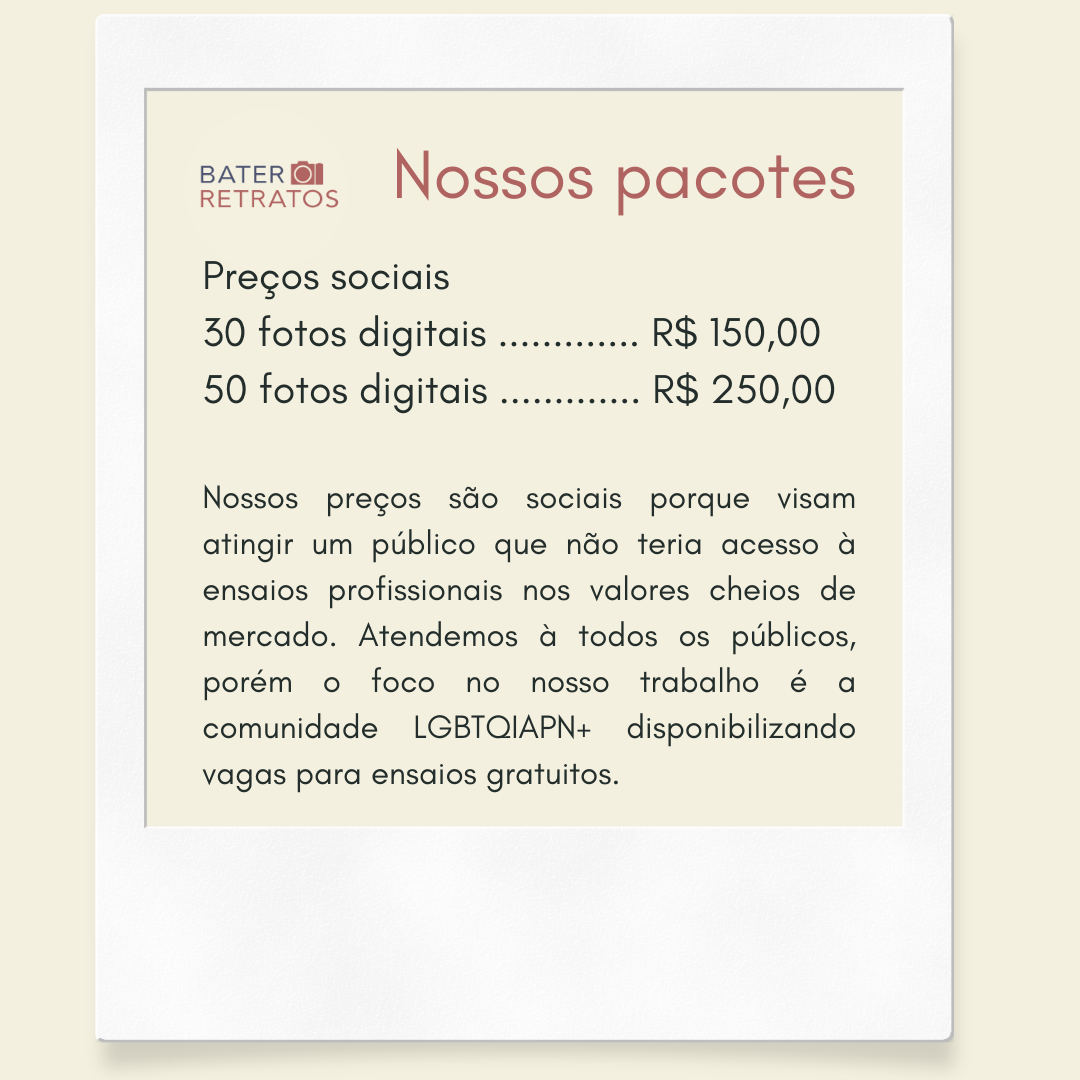 BATER
RETRATOS
Nossos pacotes
Preços sociais
30 fotos digitais ............. R$ 150,00
50 fotos digitais ............. R$ 250,00
Nossos preços são sociais porque visam
atingir um público que não teria acesso à
ensaios profissionais nos valores cheios de
mercado. Atendemos à todos os públicos,
porém o foco no nosso trabalho é a
comunidade LGBTQIAPN+ disponibilizando
vagas para ensaios gratuitos.